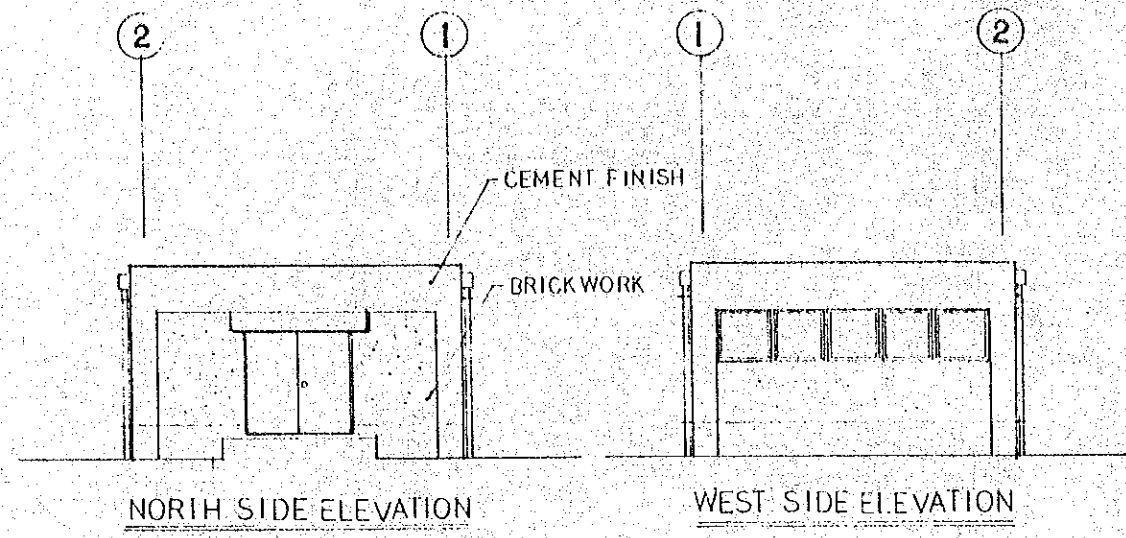 2 1 1 2
CEMENT FINISH
BRICKWORK
NORTH SIDE ELEVATION
WEST SIDE ELEVATION